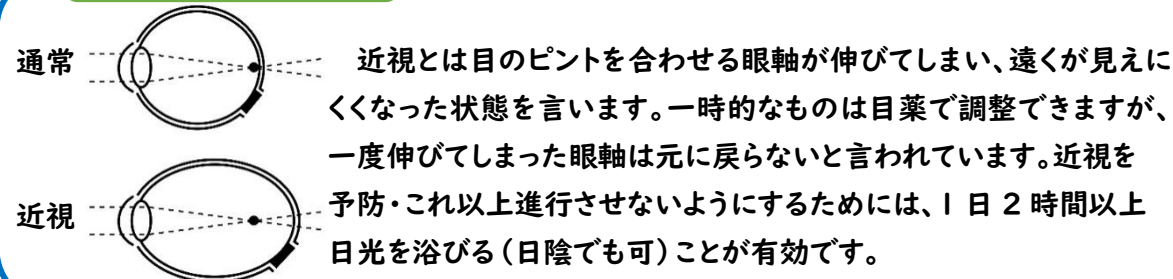 通常
近視とは目のピントを合わせる眼軸が伸びてしまい、遠くが見えに
くくなった状態を言います。一時的なものは目薬で調整できますが、
一度伸びてしまった眼軸は元に戻らないと言われています。近視を
近視
予防・これ以上進行させないようにするためには、1日2時間以上
日光を浴びる(日陰でも可)ことが有効です。